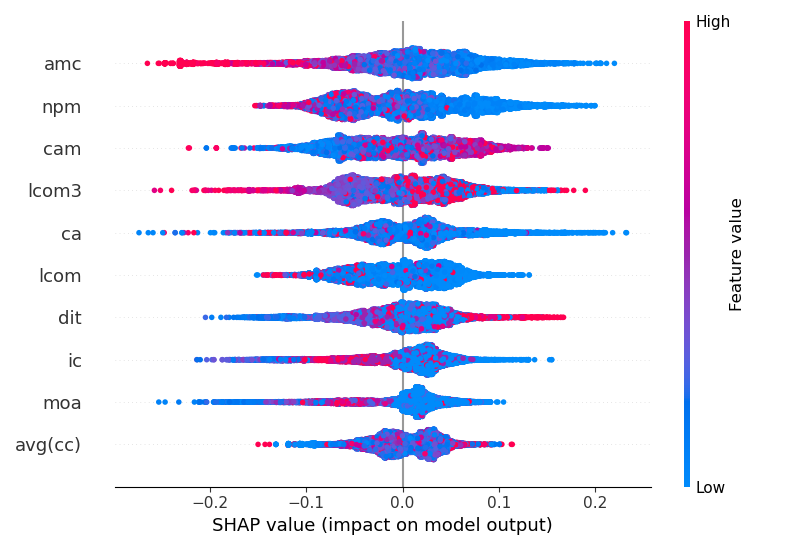 High
amc
npm
cam
lcom3
ca
lcom
dit
ic
moa
avg(cc)
Feature value
Low
−0.2 −0.1 0.0 0.1 0.2
SHAP value (impact on model output)